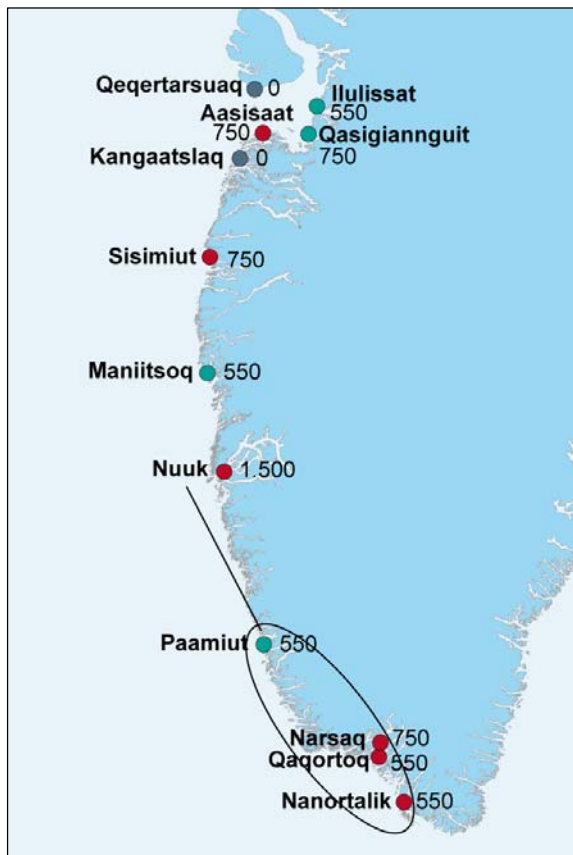 Qeqertarsuaq 0
Ilulissat
550
Aasisaat
750
Qasigiannguit
750
Kangaatslaq 0
Sisimiut 750
Maniitsoq 550
Nuuk 1.500
Paamiut 550
Narsaq 750
Qaqortoq 550
Nanortalik 550